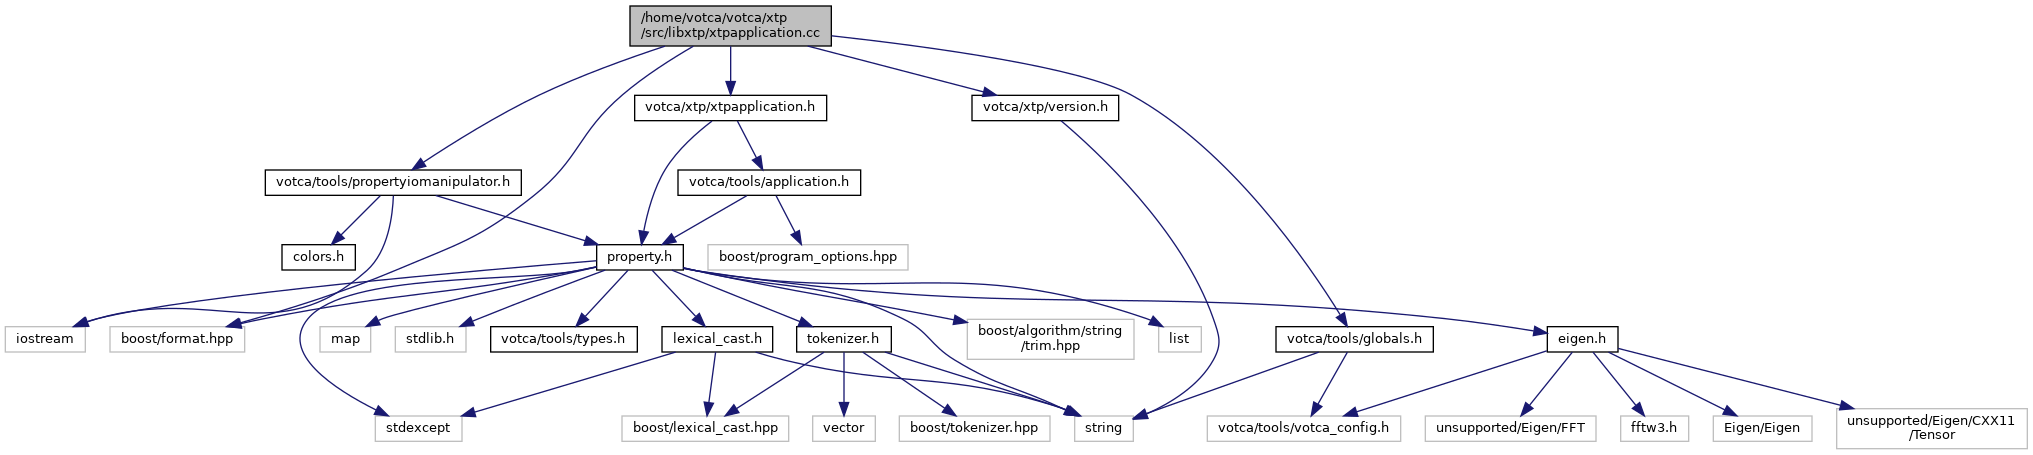 /home/votca/votca/xtp
/src/libxtp/xtpapplication.cc
votca/xtp/xtpapplication.h
votca/xtp/version.h
votca/tools/propertyiomanipulator.h
votca/tools/application.h
colors.h
property.h
boost/program_options.hpp
iostream
boost/format.hpp
map
stdlib.h
votca/tools/types.h
lexical_cast.h
tokenizer.h
boost/algorithm/string
/trim.hpp
list
votca/tools/globals.h
eigen.h
stdexcept
boost/lexical_cast.hpp
vector
boost/tokenizer.hpp
string
votca/tools/votca_config.h
unsupported/Eigen/FFT
fftw3.h
Eigen/Eigen
unsupported/Eigen/CXX11
/Tensor